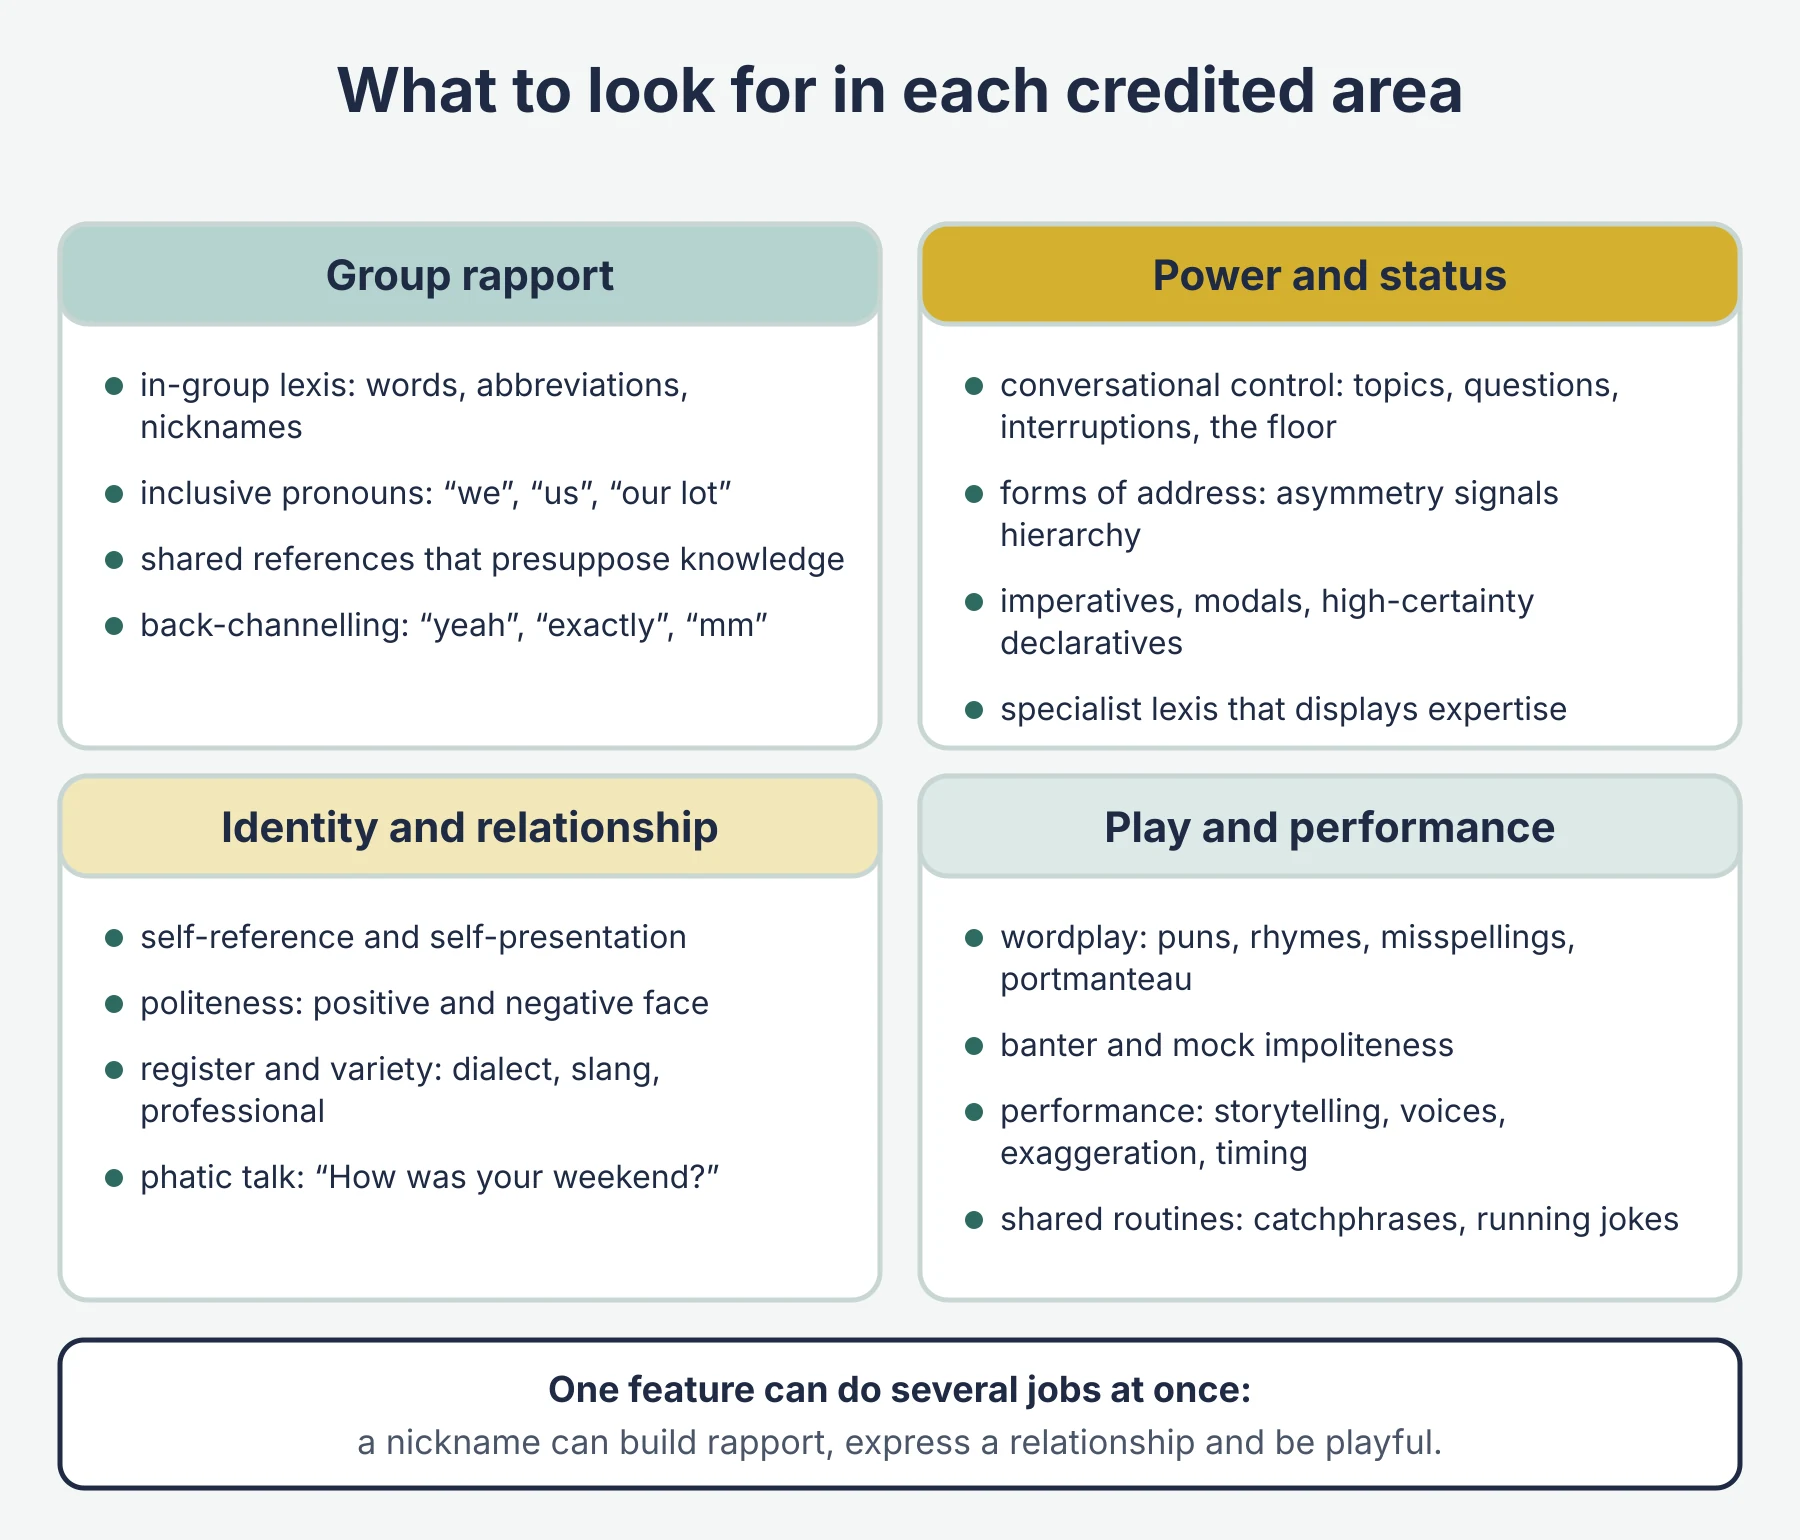 What to look for in each credited area
Group rapport
in-group lexis: words, abbreviations,
nicknames
inclusive pronouns: “we”, “us”, “our lot”
shared references that presuppose knowledge
back-channelling: “yeah”, “exactly”, “mm”
Power and status
conversational control: topics, questions,
interruptions, the floor
forms of address: asymmetry signals
hierarchy
imperatives, modals, high-certainty
declaratives
specialist lexis that displays expertise
Identity and relationship
self-reference and self-presentation
politeness: positive and negative face
register and variety: dialect, slang,
professional
phatic talk: “How was your weekend?”
Play and performance
wordplay: puns, rhymes, misspellings,
portmanteau
banter and mock impoliteness
performance: storytelling, voices,
exaggeration, timing
shared routines: catchphrases, running jokes
One feature can do several jobs at once:
a nickname can build rapport, express a relationship and be playful.